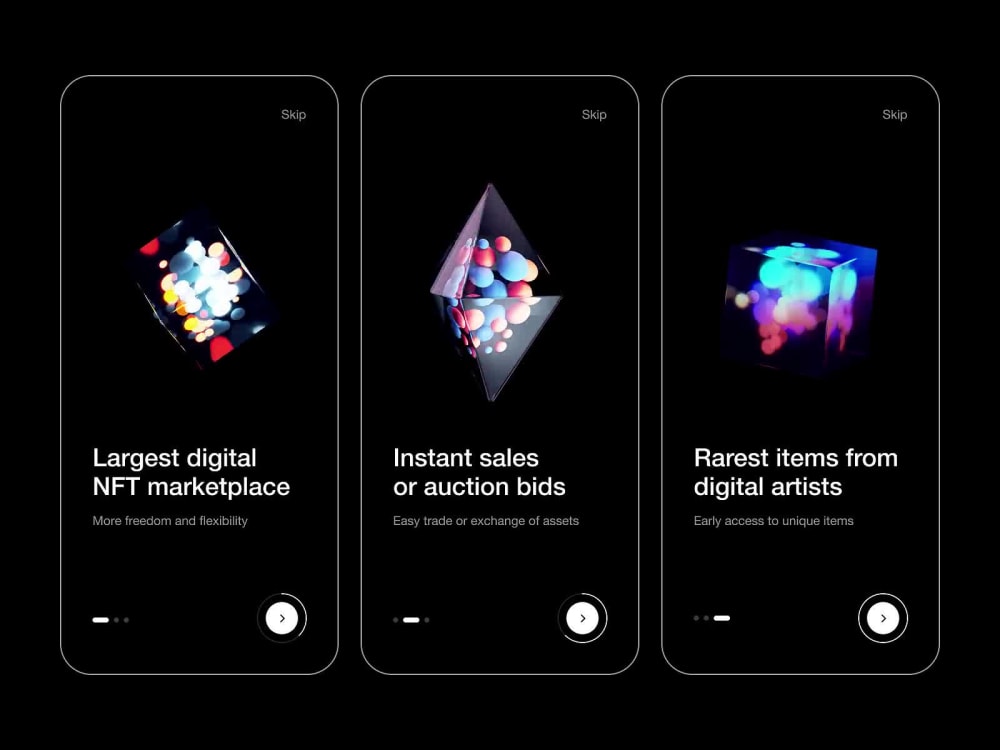 Skip
Largest digital
NFT marketplace
More freedom and flexibility
Skip
Instant sales
or auction bids
Easy trade or exchange of assets
Skip
Rarest items from
digital artists
Early access to unique items